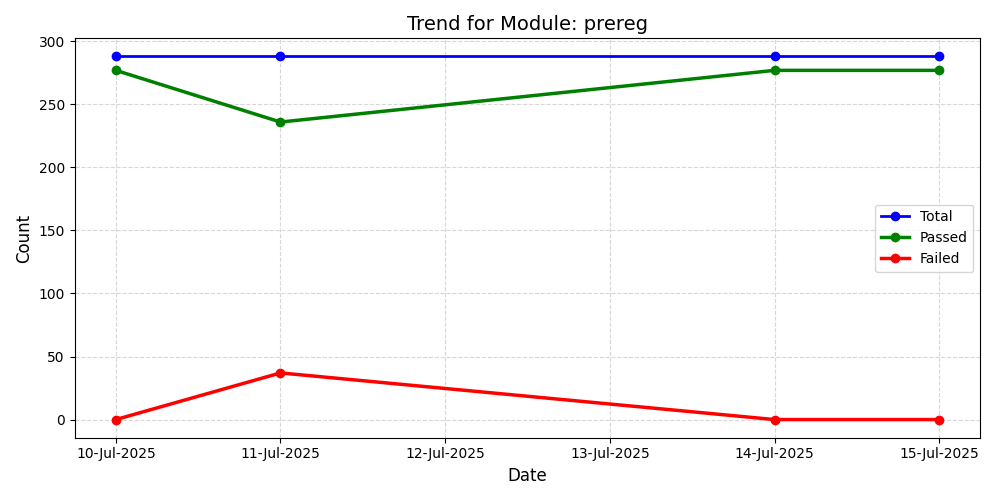 Trend for Module: prereg
300
250
200
150
100
50
0
Count
Total
Passed
Failed
10-Jul-2025
11-Jul-2025
12-Jul-2025
13-Jul-2025
14-Jul-2025
15-Jul-2025
Date